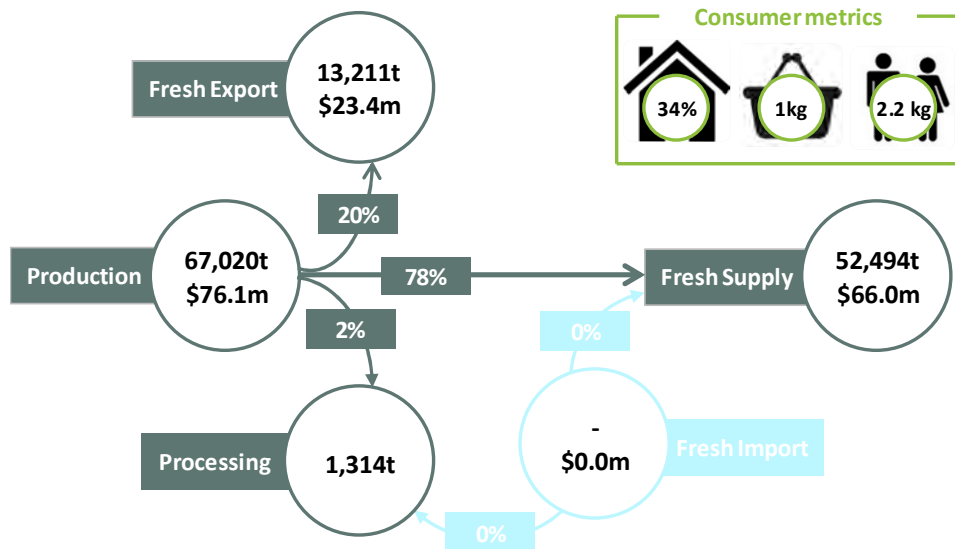 Consumer metrics
34%
1kg
2.2 kg
Fresh Export
13,211t
$23.4m
20%
Production
67,020t
$76.1m
78%
Fresh Supply
52,494t
$66.0m
2%
0%
Processing
1,314t
-
$0.0m
Fresh Import
0%